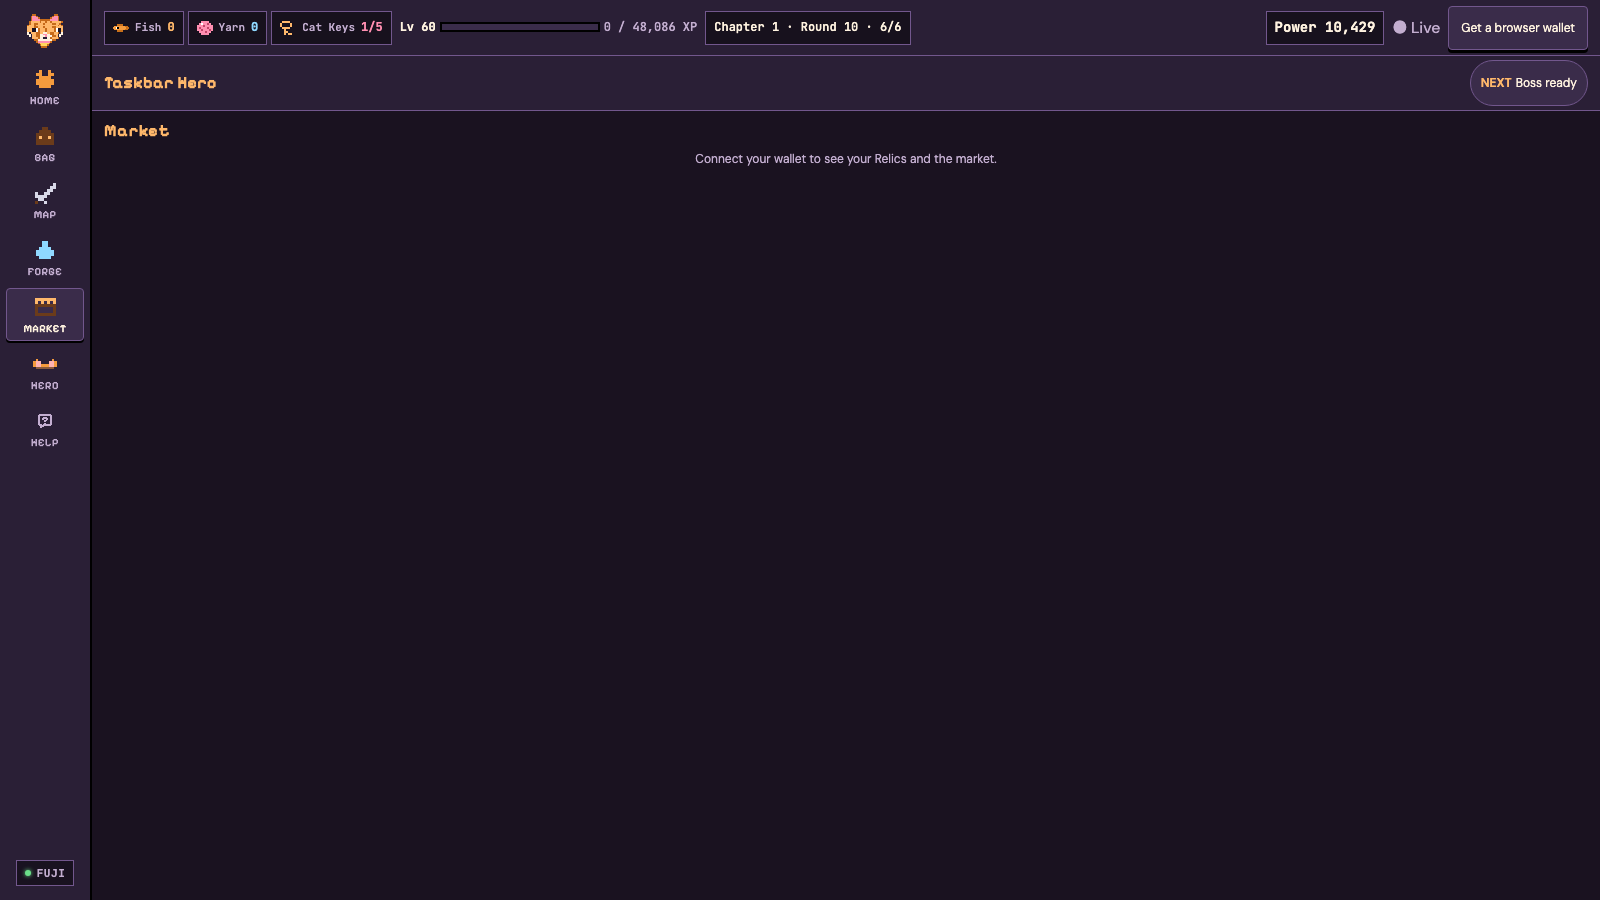 Fish 0
Yarn 0
Cat Keys 1/5
Lv 60
0 / 48,086 XP
Chapter 1 · Round 10 · 6/6
Power 10,429
Live
Get a browser wallet
Taskbar Hero
NEXT Boss ready
Market
Connect your wallet to see your Relics and the market.
HOME
BAG
MAP
FORGE
MARKET
HERO
HELP
FUJI